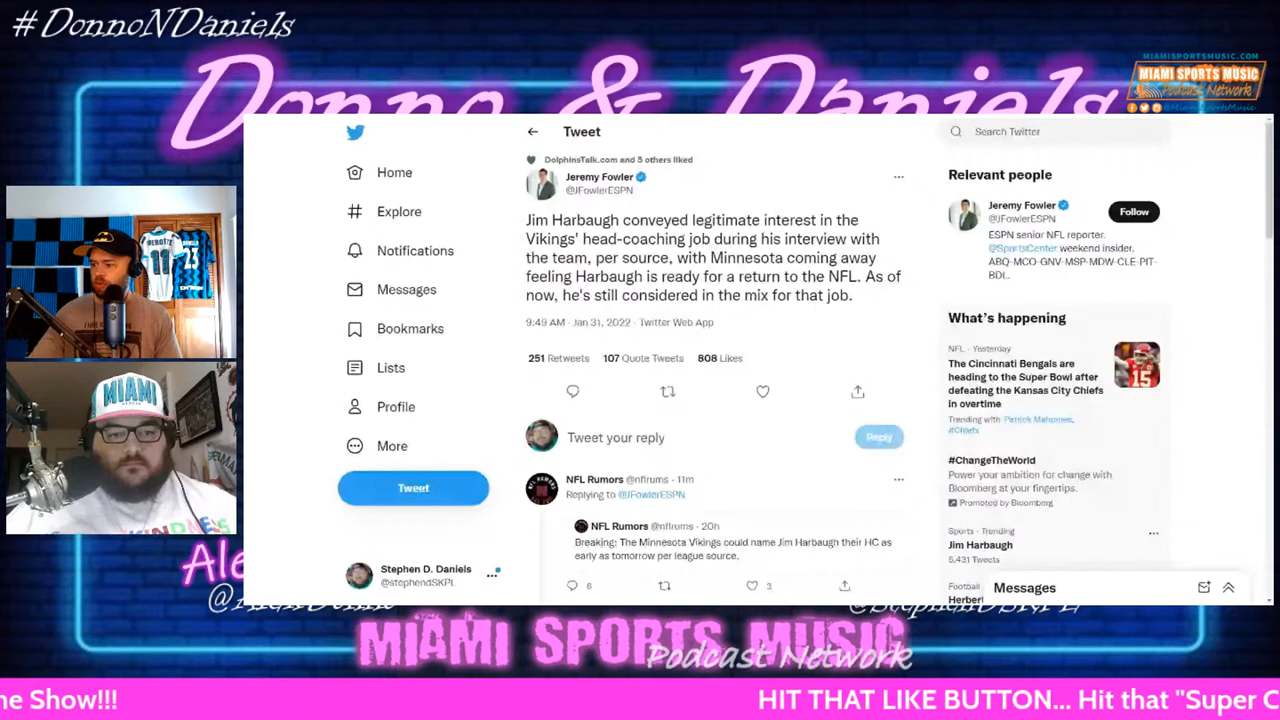 #DonnoNDaniels
Donno & Daniels
MIAMISPORTSMUSIC.COM
MIAMI SPORTS MUSIC
Podcast Network
@MiamiSportsMusic
Home
Explore
Notifications
Messages
Bookmarks
Lists
Profile
More
Tweet
Stephen D. Daniels
@stephendSKPL
Tweet
DolphinsTalk.com and 5 others liked
Jeremy Fowler
@JFowlerESPN
Jim Harbaugh conveyed legitimate interest in the
Vikings' head-coaching job during his interview with
the team, per source, with Minnesota coming away
feeling Harbaugh is ready for a return to the NFL. As of
now, he's still considered in the mix for that job.
9:49 AM · Jan 31, 2022 · Twitter Web App
251 Retweets 107 Quote Tweets 808 Likes
Tweet your reply
Reply
NFL Rumors @nflrums · 11m
Replying to @JFowlerESPN
NFL Rumors @nflrums · 20h
Breaking: The Minnesota Vikings could name Jim Harbaugh their HC as
early as tomorrow per league source.
6
3
Search Twitter
Relevant people
Jeremy Fowler
@JFowlerESPN
Follow
ESPN senior NFL reporter.
@SportsCenter weekend insider.
ABQ-MCO-GNV-MSP-MDW-CLE-PIT-
BDL.
What's happening
NFL · Yesterday
The Cincinnati Bengals are
heading to the Super Bowl after
defeating the Kansas City Chiefs
in overtime
Trending with Patrick Mahomes,
#Chiefs
#ChangeTheWorld
Power your ambition for change with
Bloomberg at your fingertips.
Promoted by Bloomberg
Sports · Trending
Jim Harbaugh
5,431 Tweets
Football
Messages
MIAMI
23
15
MIAMI SPORTS MUSIC
Podcast Network
ne Show!!!
HIT THAT LIKE BUTTON... Hit that "Super C